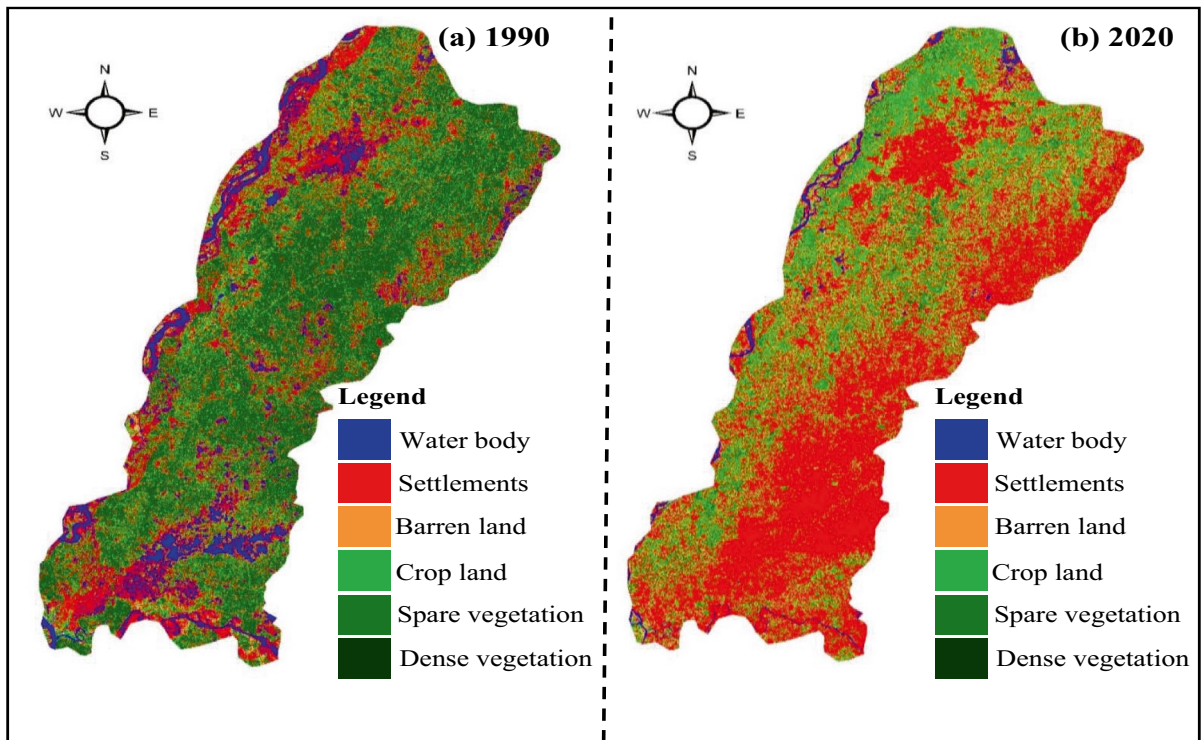 (a) 1990
N
W
E
S
Legend
Water body
Settlements
Barren land
Crop land
Spare vegetation
Dense vegetation
(b) 2020
N
W
E
S
Legend
Water body
Settlements
Barren land
Crop land
Spare vegetation
Dense vegetation